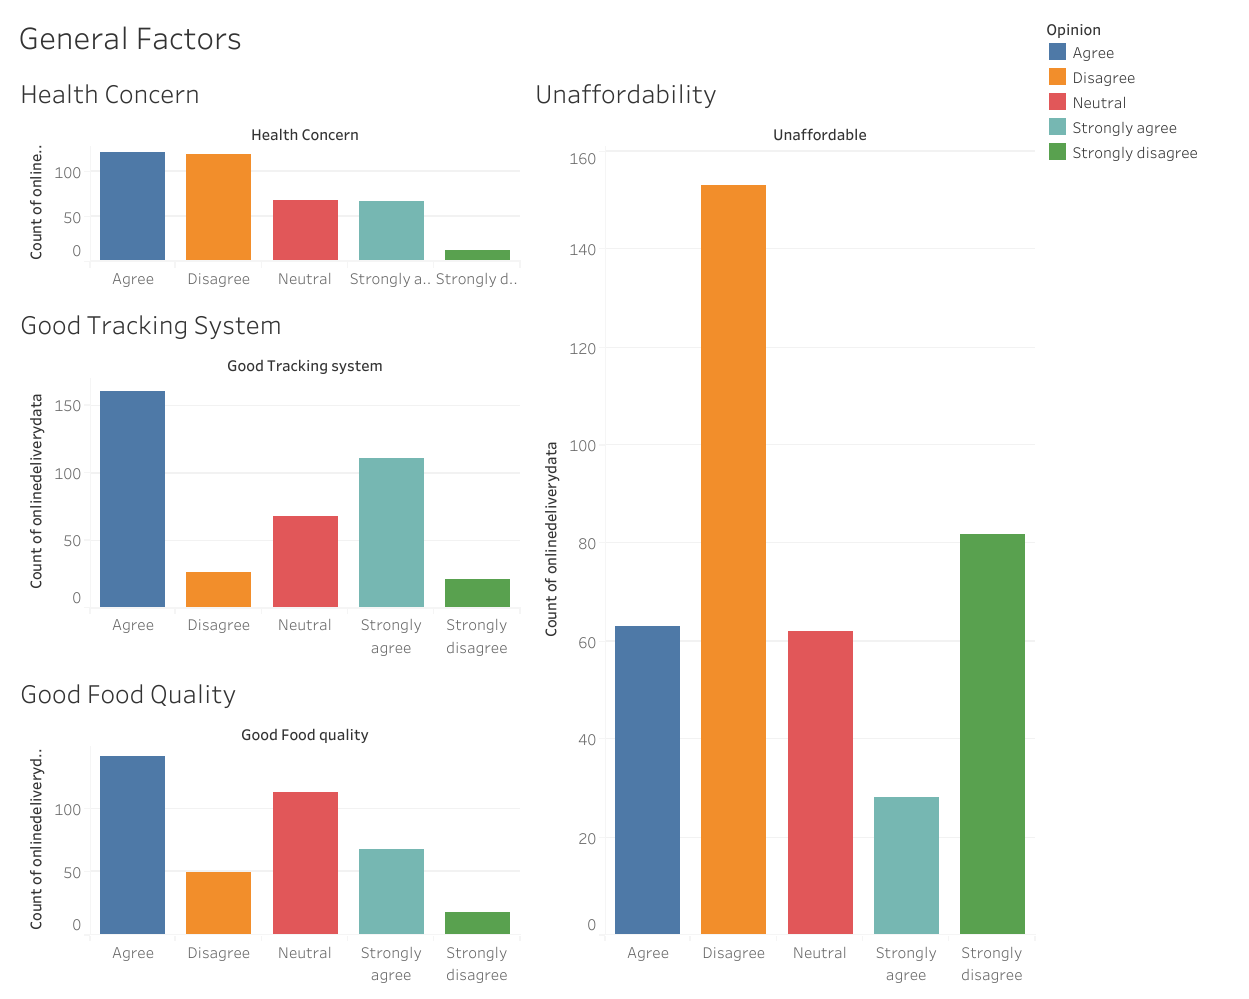 General Factors
Health Concern
Health Concern
Count of online..
100
50
0
Agree Disagree Neutral Strongly a.. Strongly d..
Good Tracking System
Good Tracking system
Count of onlinedeliverydata
150
100
50
0
Agree Disagree Neutral Strongly agree Strongly disagree
Good Food Quality
Good Food quality
Count of onlinedeliveryd..
100
50
0
Agree Disagree Neutral Strongly agree Strongly disagree
Unaffordability
Unaffordable
Count of onlinedeliverydata
160
140
120
100
80
60
40
20
0
Agree Disagree Neutral Strongly agree Strongly disagree
Opinion
Agree
Disagree
Neutral
Strongly agree
Strongly disagree